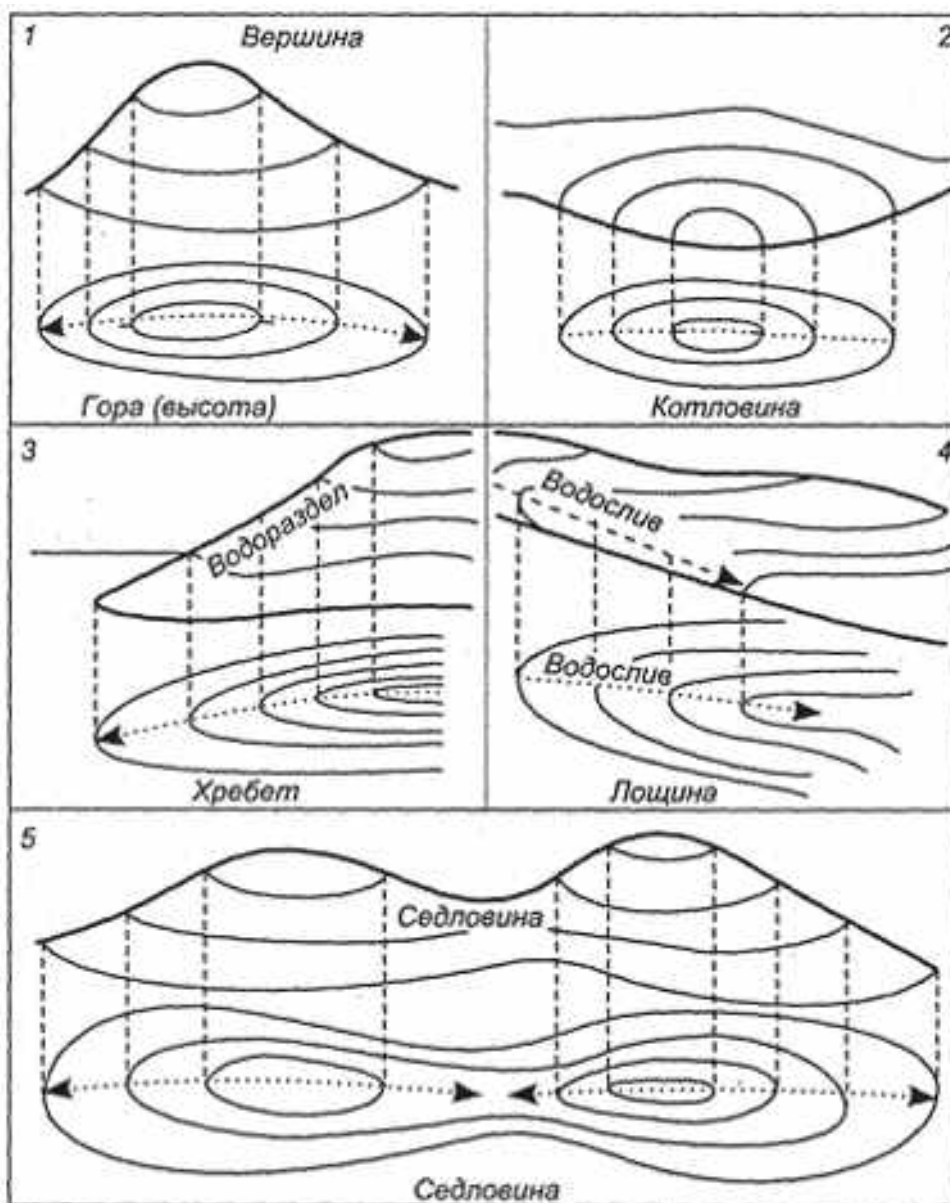 1
Вершина
2
Гора (высота)
Котловина
3
Водораздел
Хребет
4
Водослив
Водослив
Лощина
5
Седловина
Седловина